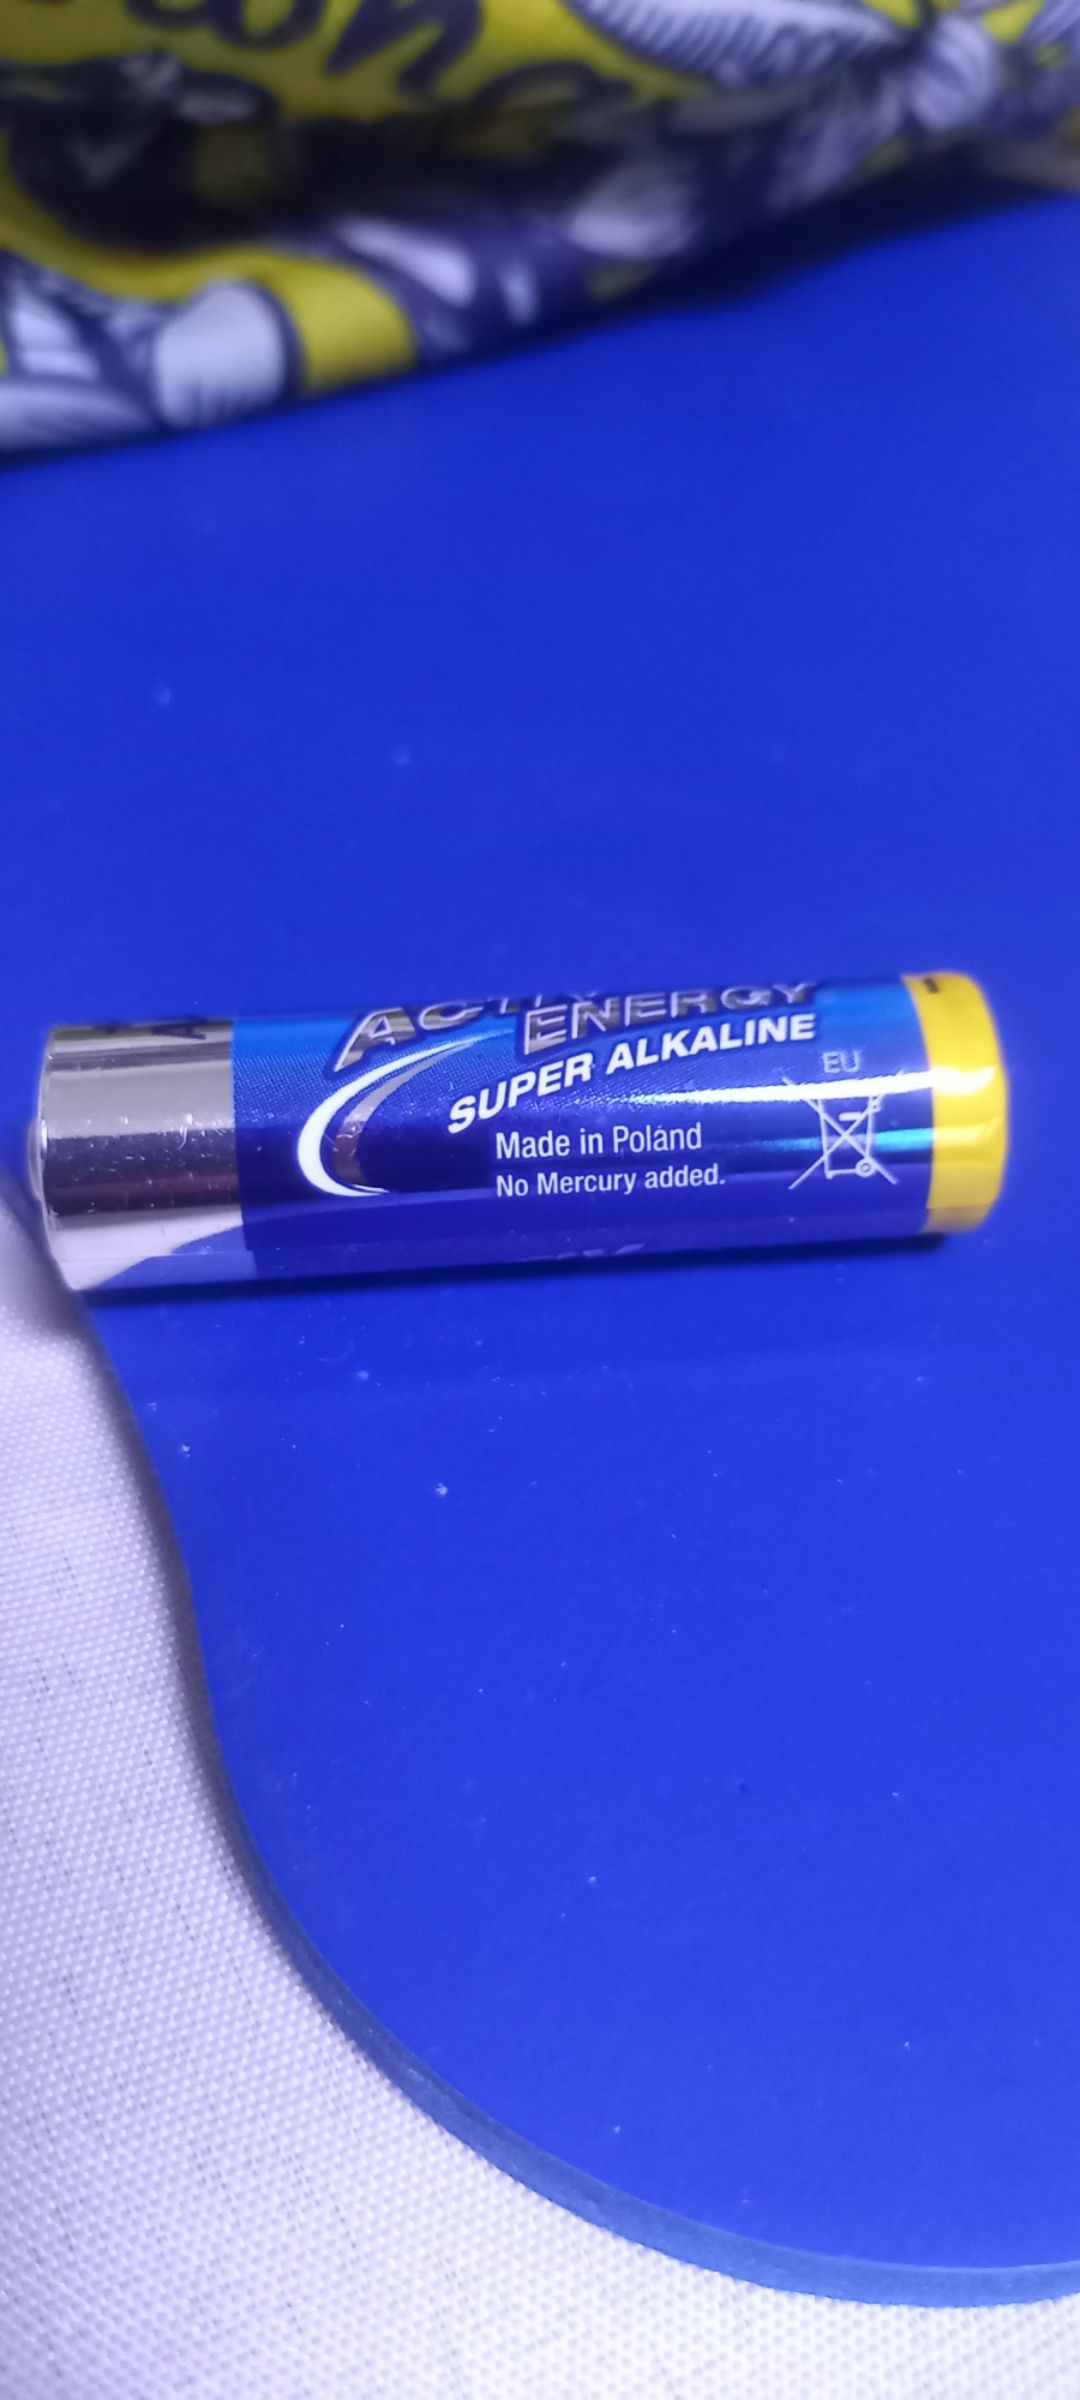 ENERGY
SUPER ALKALINE
EU
Made in Poland
No Mercury added.